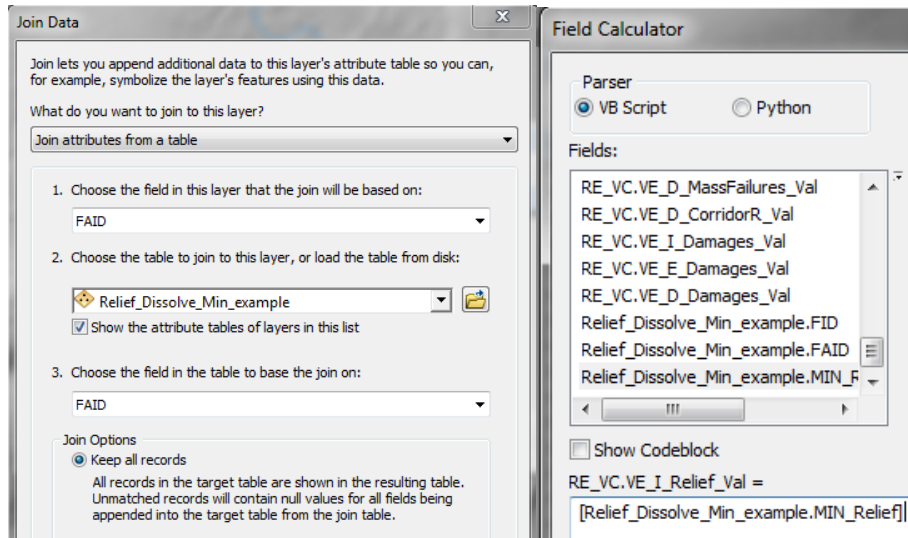 Join Data
Join lets you append additional data to this layer's attribute table so you can,
for example, symbolize the layer's features using this data.
What do you want to join to this layer?
Join attributes from a table
1. Choose the field in this layer that the join will be based on:
FAID
2. Choose the table to join to this layer, or load the table from disk:
Relief_Dissolve_Min_example
Show the attribute tables of layers in this list
3. Choose the field in the table to base the join on:
FAID
Join Options
Keep all records
All records in the target table are shown in the resulting table.
Unmatched records will contain null values for all fields being
appended into the target table from the join table.
Field Calculator
Parser
VB Script
Python
Fields:
RE_VC.VE_D_MassFailures_Val
RE_VC.VE_D_CorridorR_Val
RE_VC.VE_I_Damages_Val
RE_VC.VE_E_Damages_Val
RE_VC.VE_D_Damages_Val
Relief_Dissolve_Min_example.FID
Relief_Dissolve_Min_example.FAID
Relief_Dissolve_Min_example.MIN_R
Show Codeblock
RE_VC.VE_I_Relief_Val =
[Relief_Dissolve_Min_example.MIN_Relief]